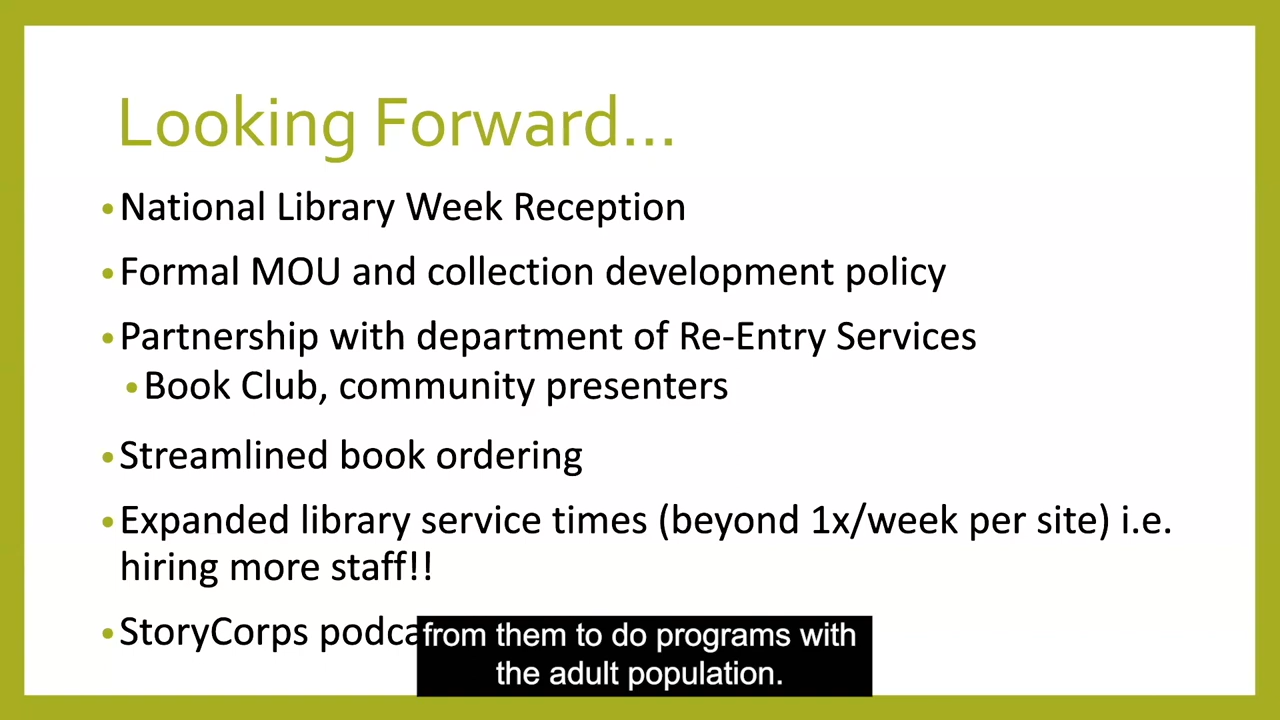 Looking Forward...
•National Library Week Reception
•Formal MOU and collection development policy
•Partnership with department of Re-Entry Services
•Book Club, community presenters
•Streamlined book ordering
•Expanded library service times (beyond 1x/week per site) i.e.
hiring more staff!!
•StoryCorps
from them to do programs with
the adult population.